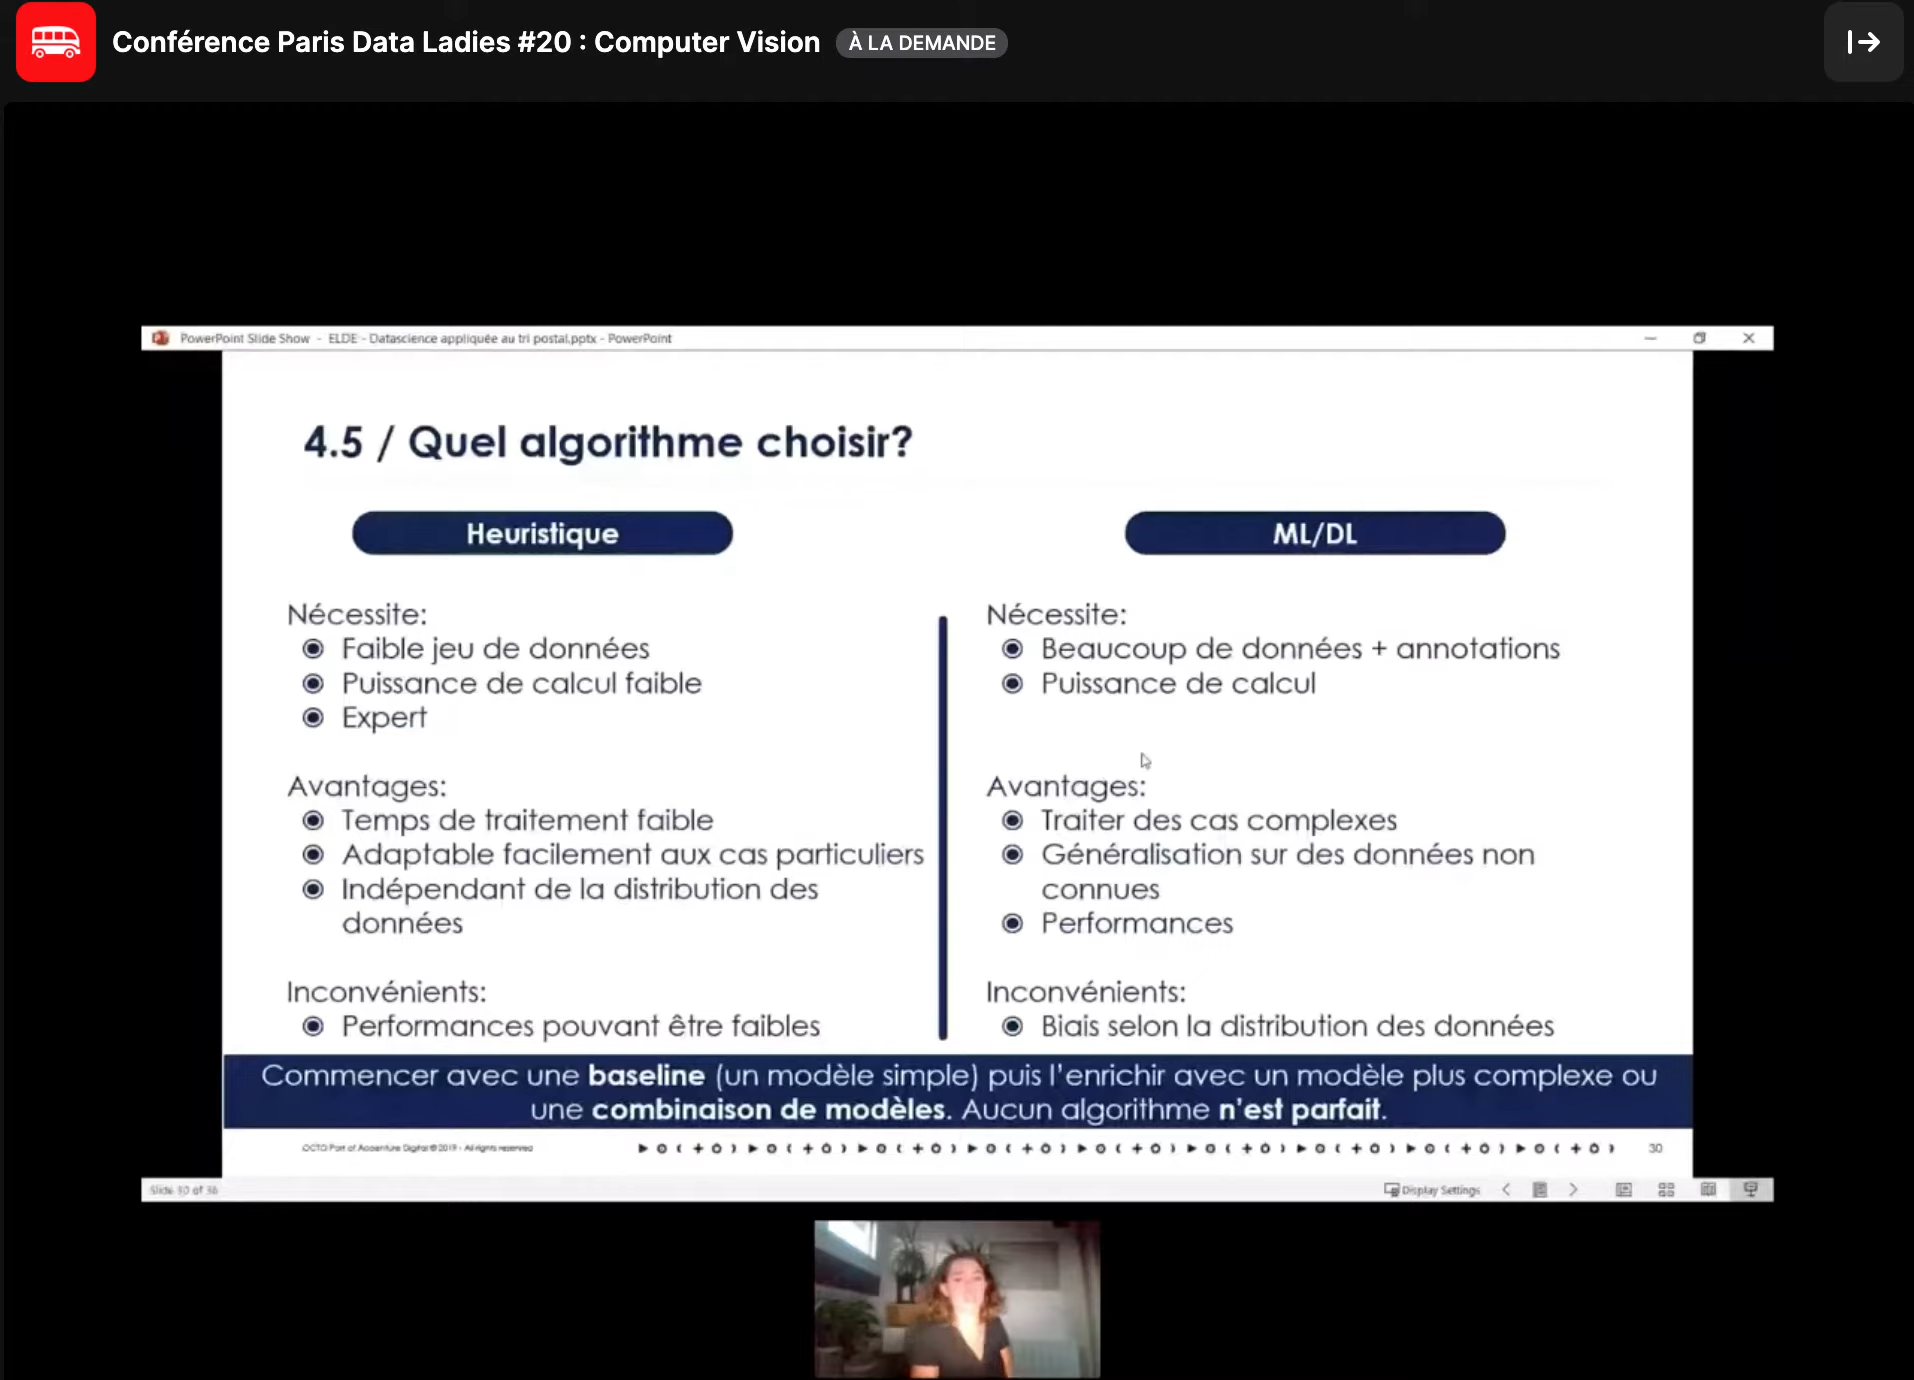 Conférence Paris Data Ladies #20 : Computer Vision À LA DEMANDE
PowerPoint Slide Show - ELDE - Datascience appliquée au tri postal.pptx - PowerPoint
4.5 / Quel algorithme choisir?
Heuristique
Nécessite:
Faible jeu de données
Puissance de calcul faible
Expert
Avantages:
Temps de traitement faible
Adaptable facilement aux cas particuliers
Indépendant de la distribution des
données
Inconvénients:
Performances pouvant être faibles
ML/DL
Nécessite:
Beaucoup de données + annotations
Puissance de calcul
Avantages:
Traiter des cas complexes
Généralisation sur des données non
connues
Performances
Inconvénients:
Biais selon la distribution des données
Commencer avec une baseline (un modèle simple) puis l'enrichir avec un modèle plus complexe ou
une combinaison de modèles. Aucun algorithme n'est parfait.
OCTO Part of Accenture Digital © 2019 - All rights reserved
30
Slide 30 of 36
Display Settings